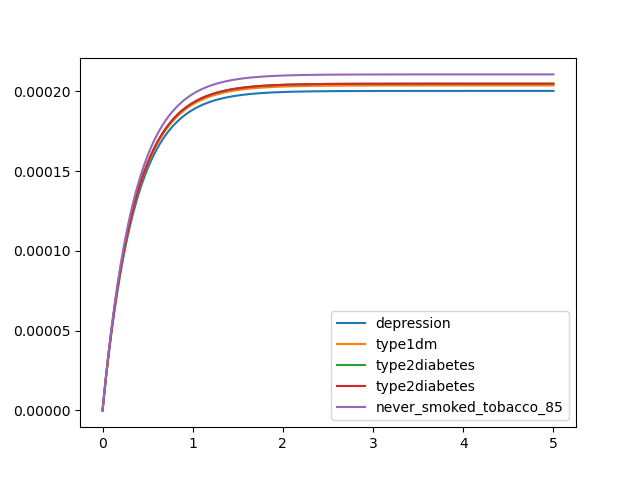 0.00020
0.00015
0.00010
0.00005
0.00000
0 1 2 3 4 5
depression
type1dm
type2diabetes
type2diabetes
never_smoked_tobacco_85